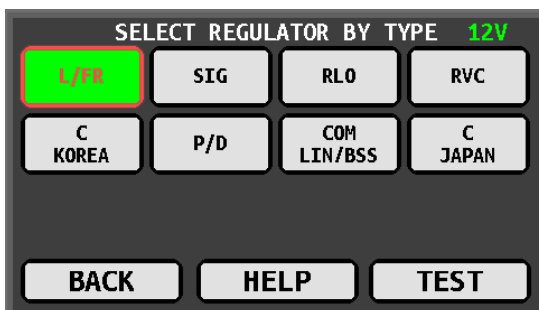 SELECT REGULATOR BY TYPE 12V
L/FR SIG RLO RVC
C KOREA P/D COM LIN/BSS C JAPAN
BACK HELP TEST